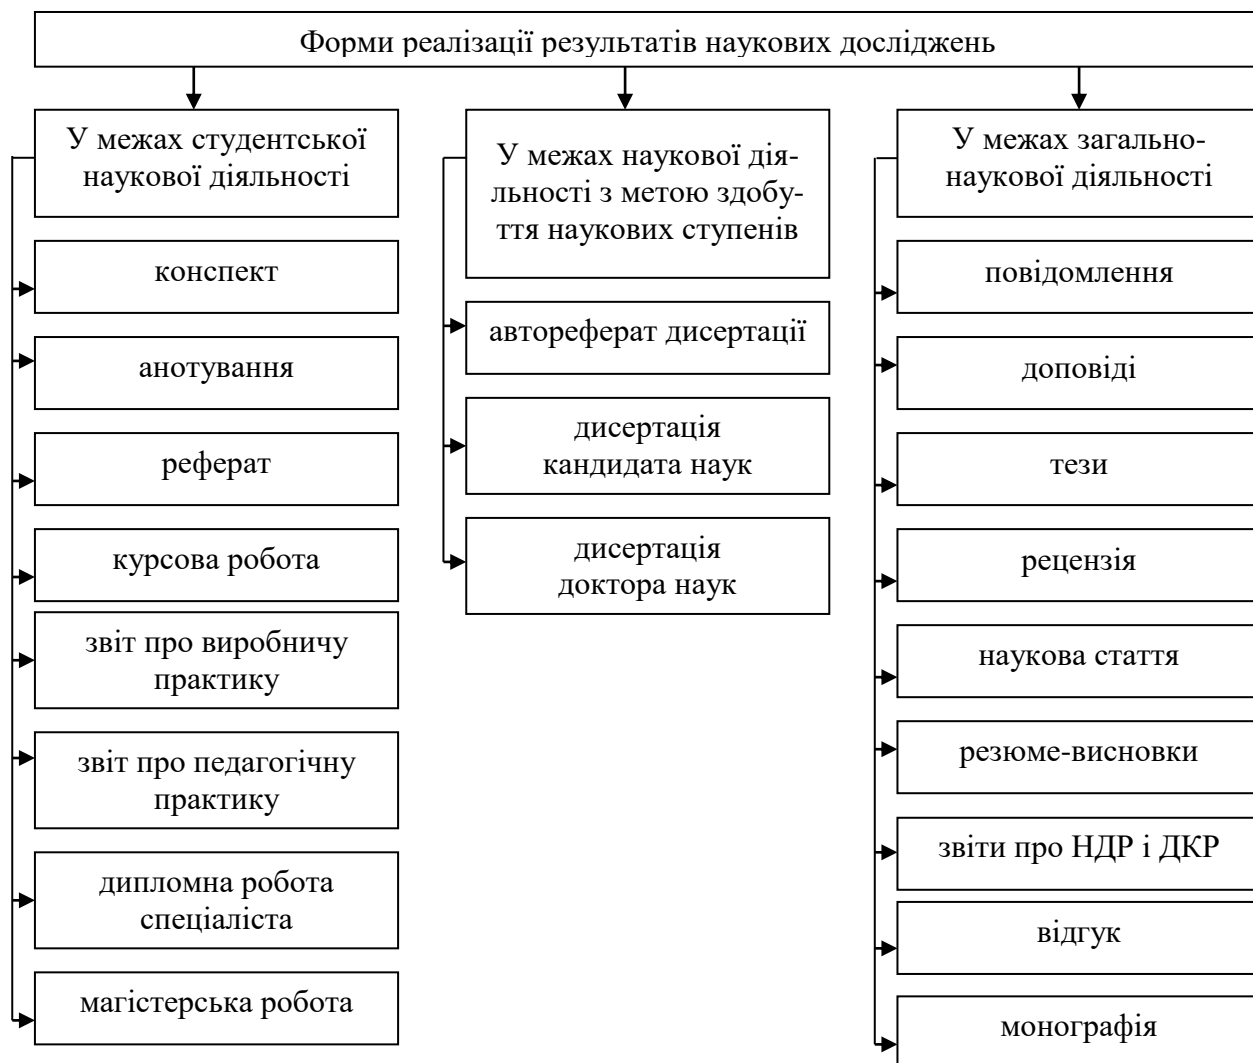 Форми реалізації результатів наукових досліджень
У межах студентської
наукової діяльності
конспект
анотування
реферат
курсова робота
звіт про виробничу
практику
звіт про педагогічну
практику
дипломна робота
спеціаліста
магістерська робота
У межах наукової дія-
льності з метою здобу-
ття наукових ступенів
автореферат дисертації
дисертація
кандидата наук
дисертація
доктора наук
У межах загально-
наукової діяльності
повідомлення
доповіді
тези
рецензія
наукова стаття
резюме-висновки
звіти про НДР і ДКР
відгук
монографія